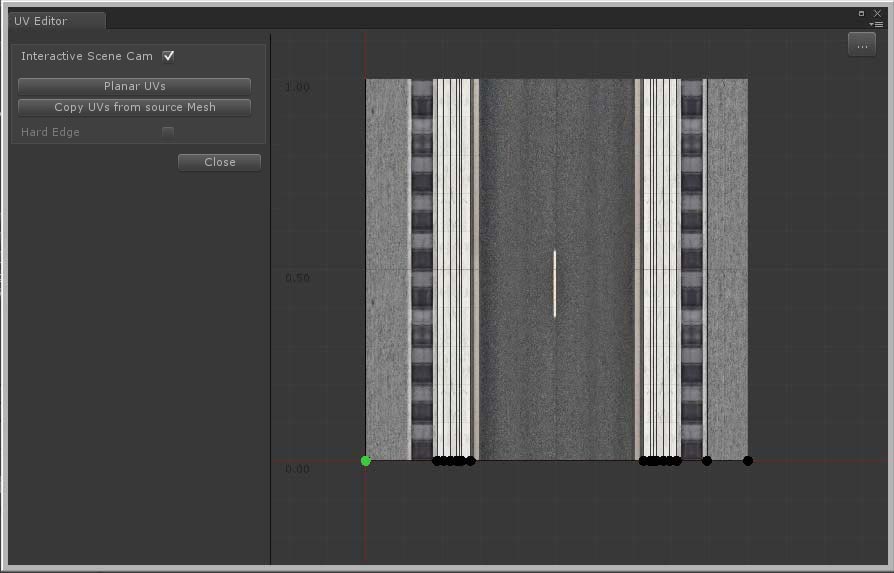 UV Editor
...
Interactive Scene Cam
Planar UVs
Copy UVs from source Mesh
Hard Edge
Close
1.00
0.50
0.00